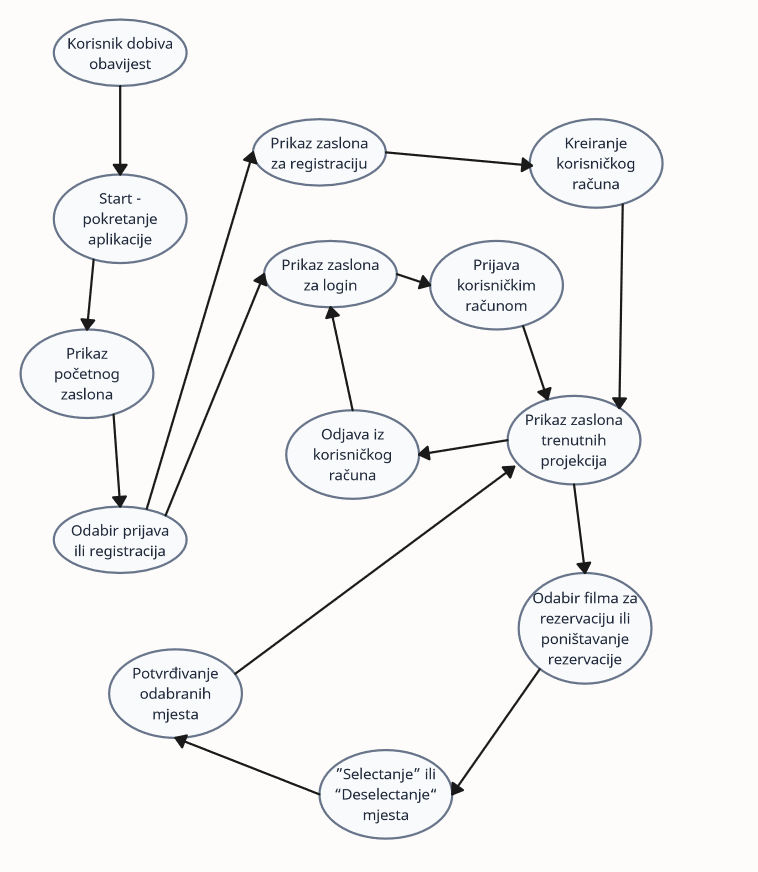 Korisnik dobiva
obavijest
Start -
pokretanje
aplikacije
Prikaz
početnog
zaslona
Odabir prijava
ili registracija
Prikaz zaslona
za registraciju
Kreiranje
korisničkog
računa
Prikaz zaslona
za login
Prijava
korisničkim
računom
Odjava iz
korisničkog
računa
Prikaz zaslona
trenutnih
projekcija
Odabir filma za
rezervaciju ili
poništavanje
rezervacije
”Selectanje” ili
“Deselectanje“
mjesta
Potvrđivanje
odabranih
mjesta